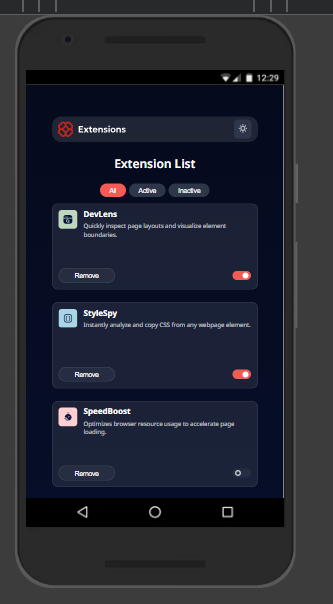 12:29
Extensions
Extension List
All Active Inactive
DevLens
Quickly inspect page layouts and visualize element
boundaries.
Remove
StyleSpy
Instantly analyze and copy CSS from any webpage element.
Remove
SpeedBoost
Optimizes browser resource usage to accelerate page
loading.
Remove